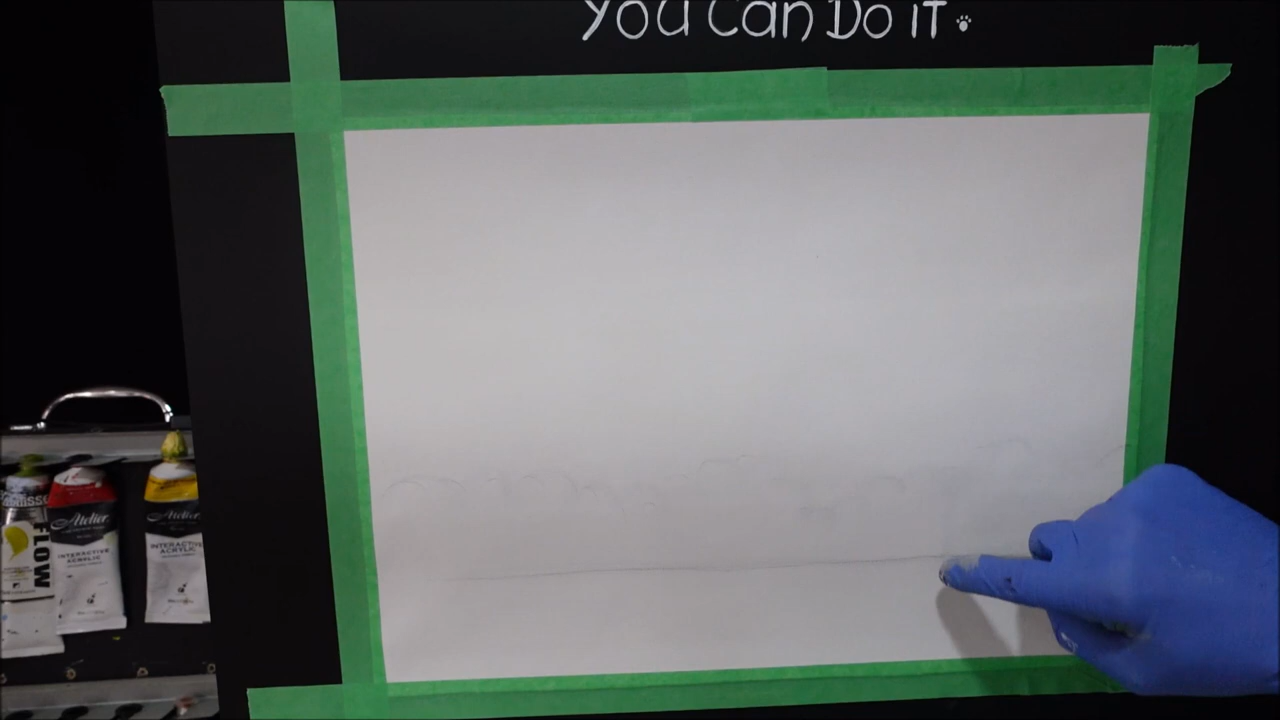 You Can Do iT
Atelier
INTERACTIVE
ACRYLIC
FLOW
Atelier
INTERACTIVE
ACRYLIC